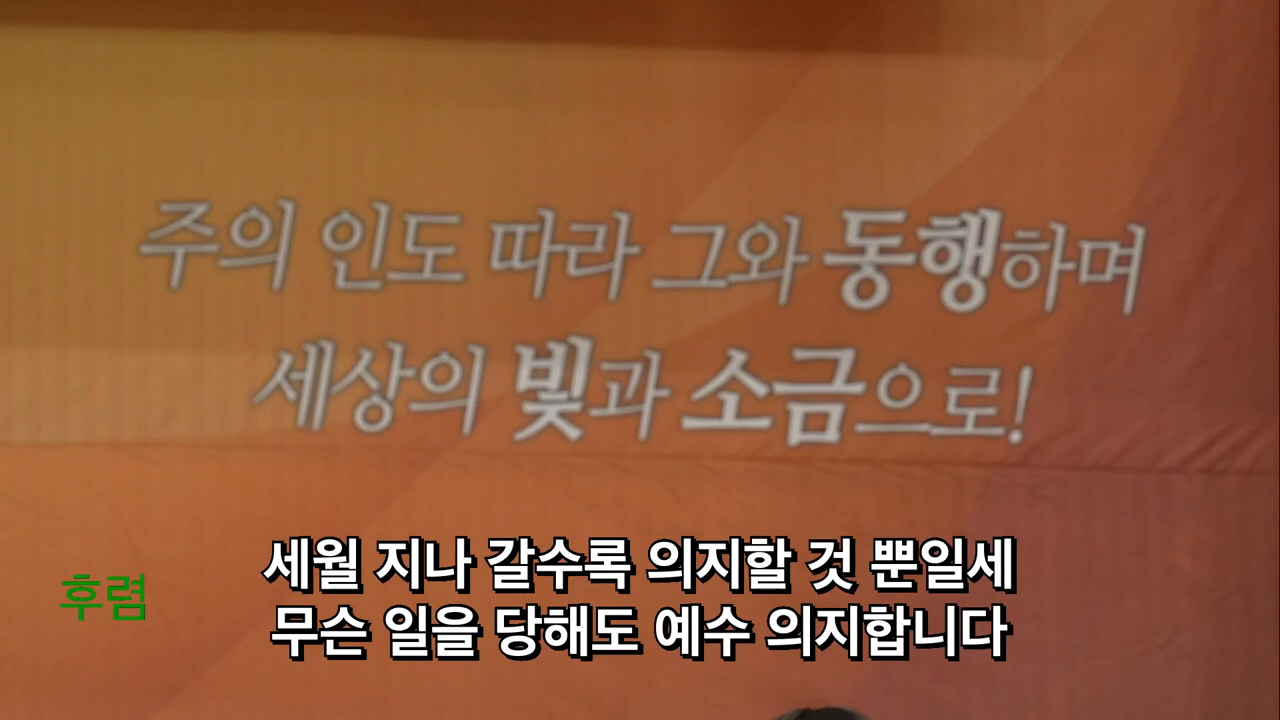 주의 인도 따라 그와 동행하며
세상의 빛과 소금으로!
세월 지나 갈수록 의지할 것 뿐일세
후렴
무슨 일을 당해도 예수 의지합니다